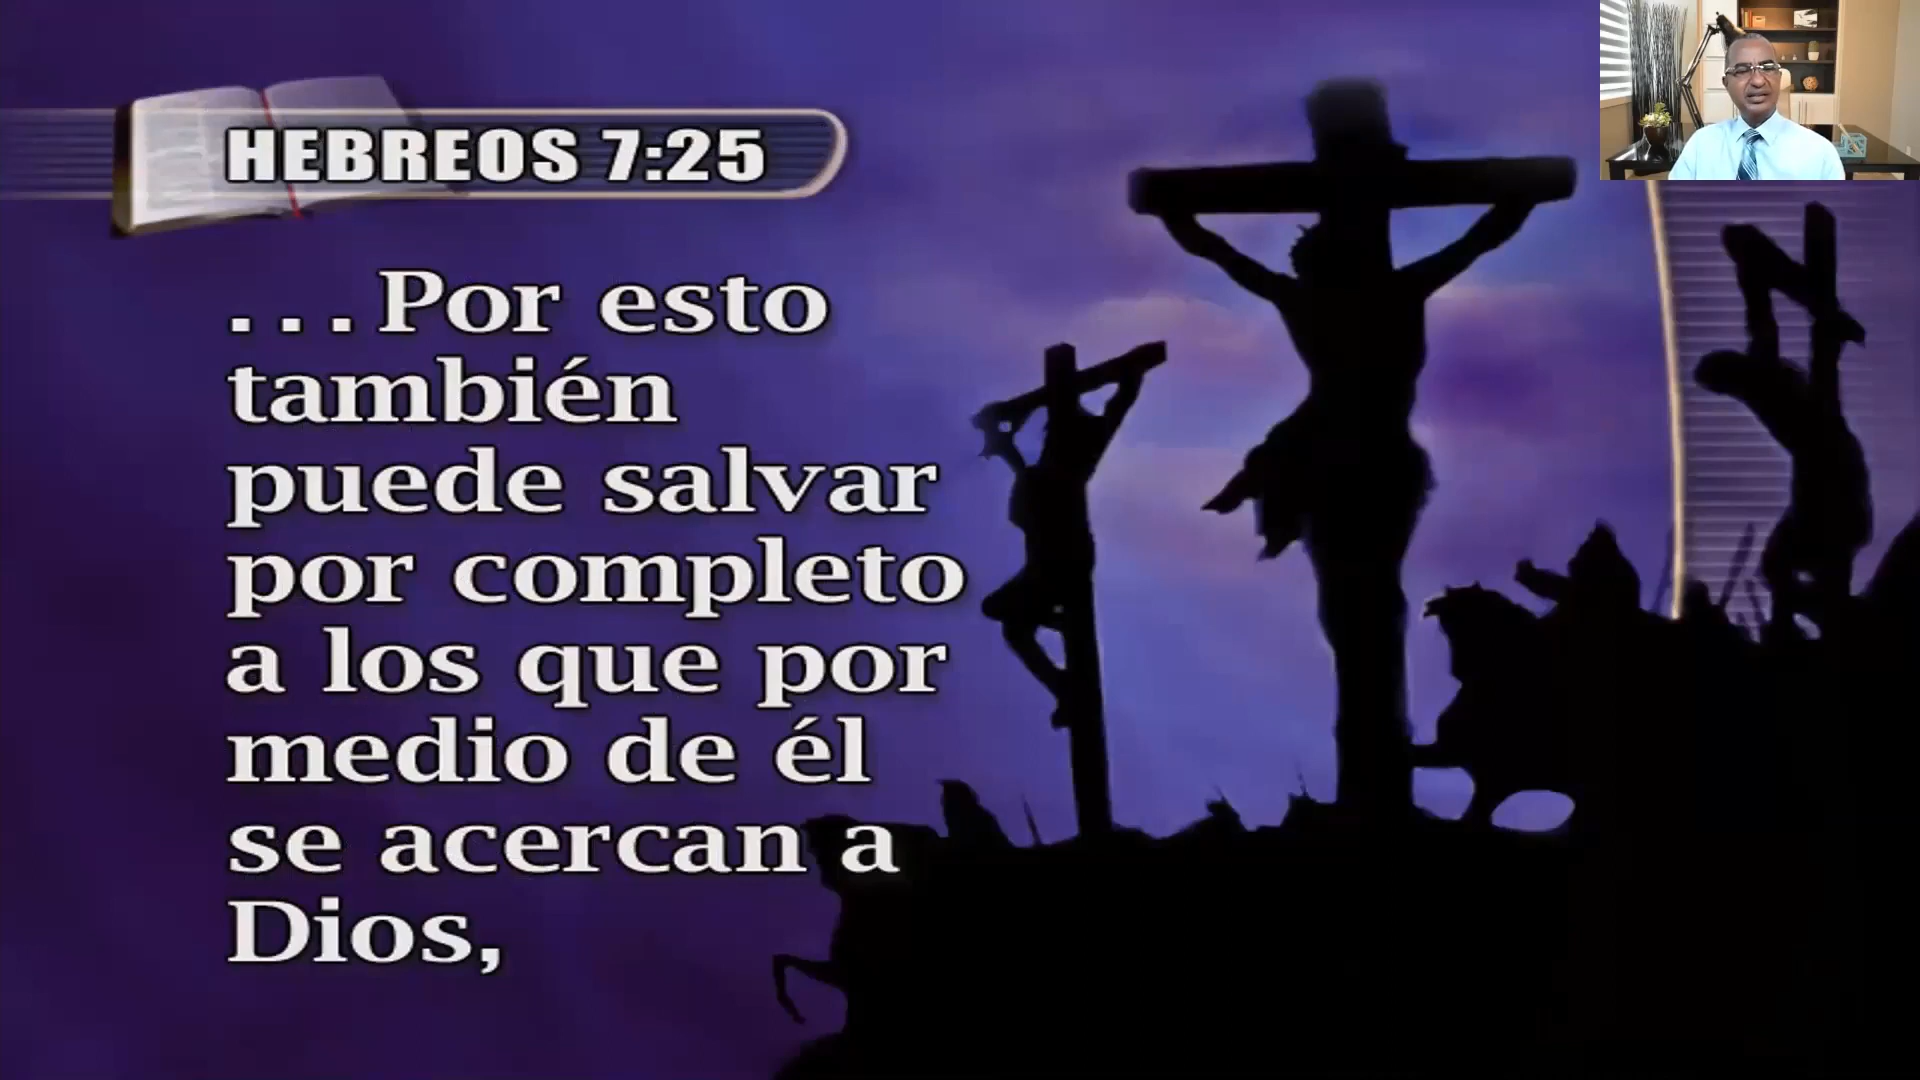 HEBREOS 7:25
...Por esto
también
puede salvar
por completo
a los que por
medio de él
se acercan a
Dios,